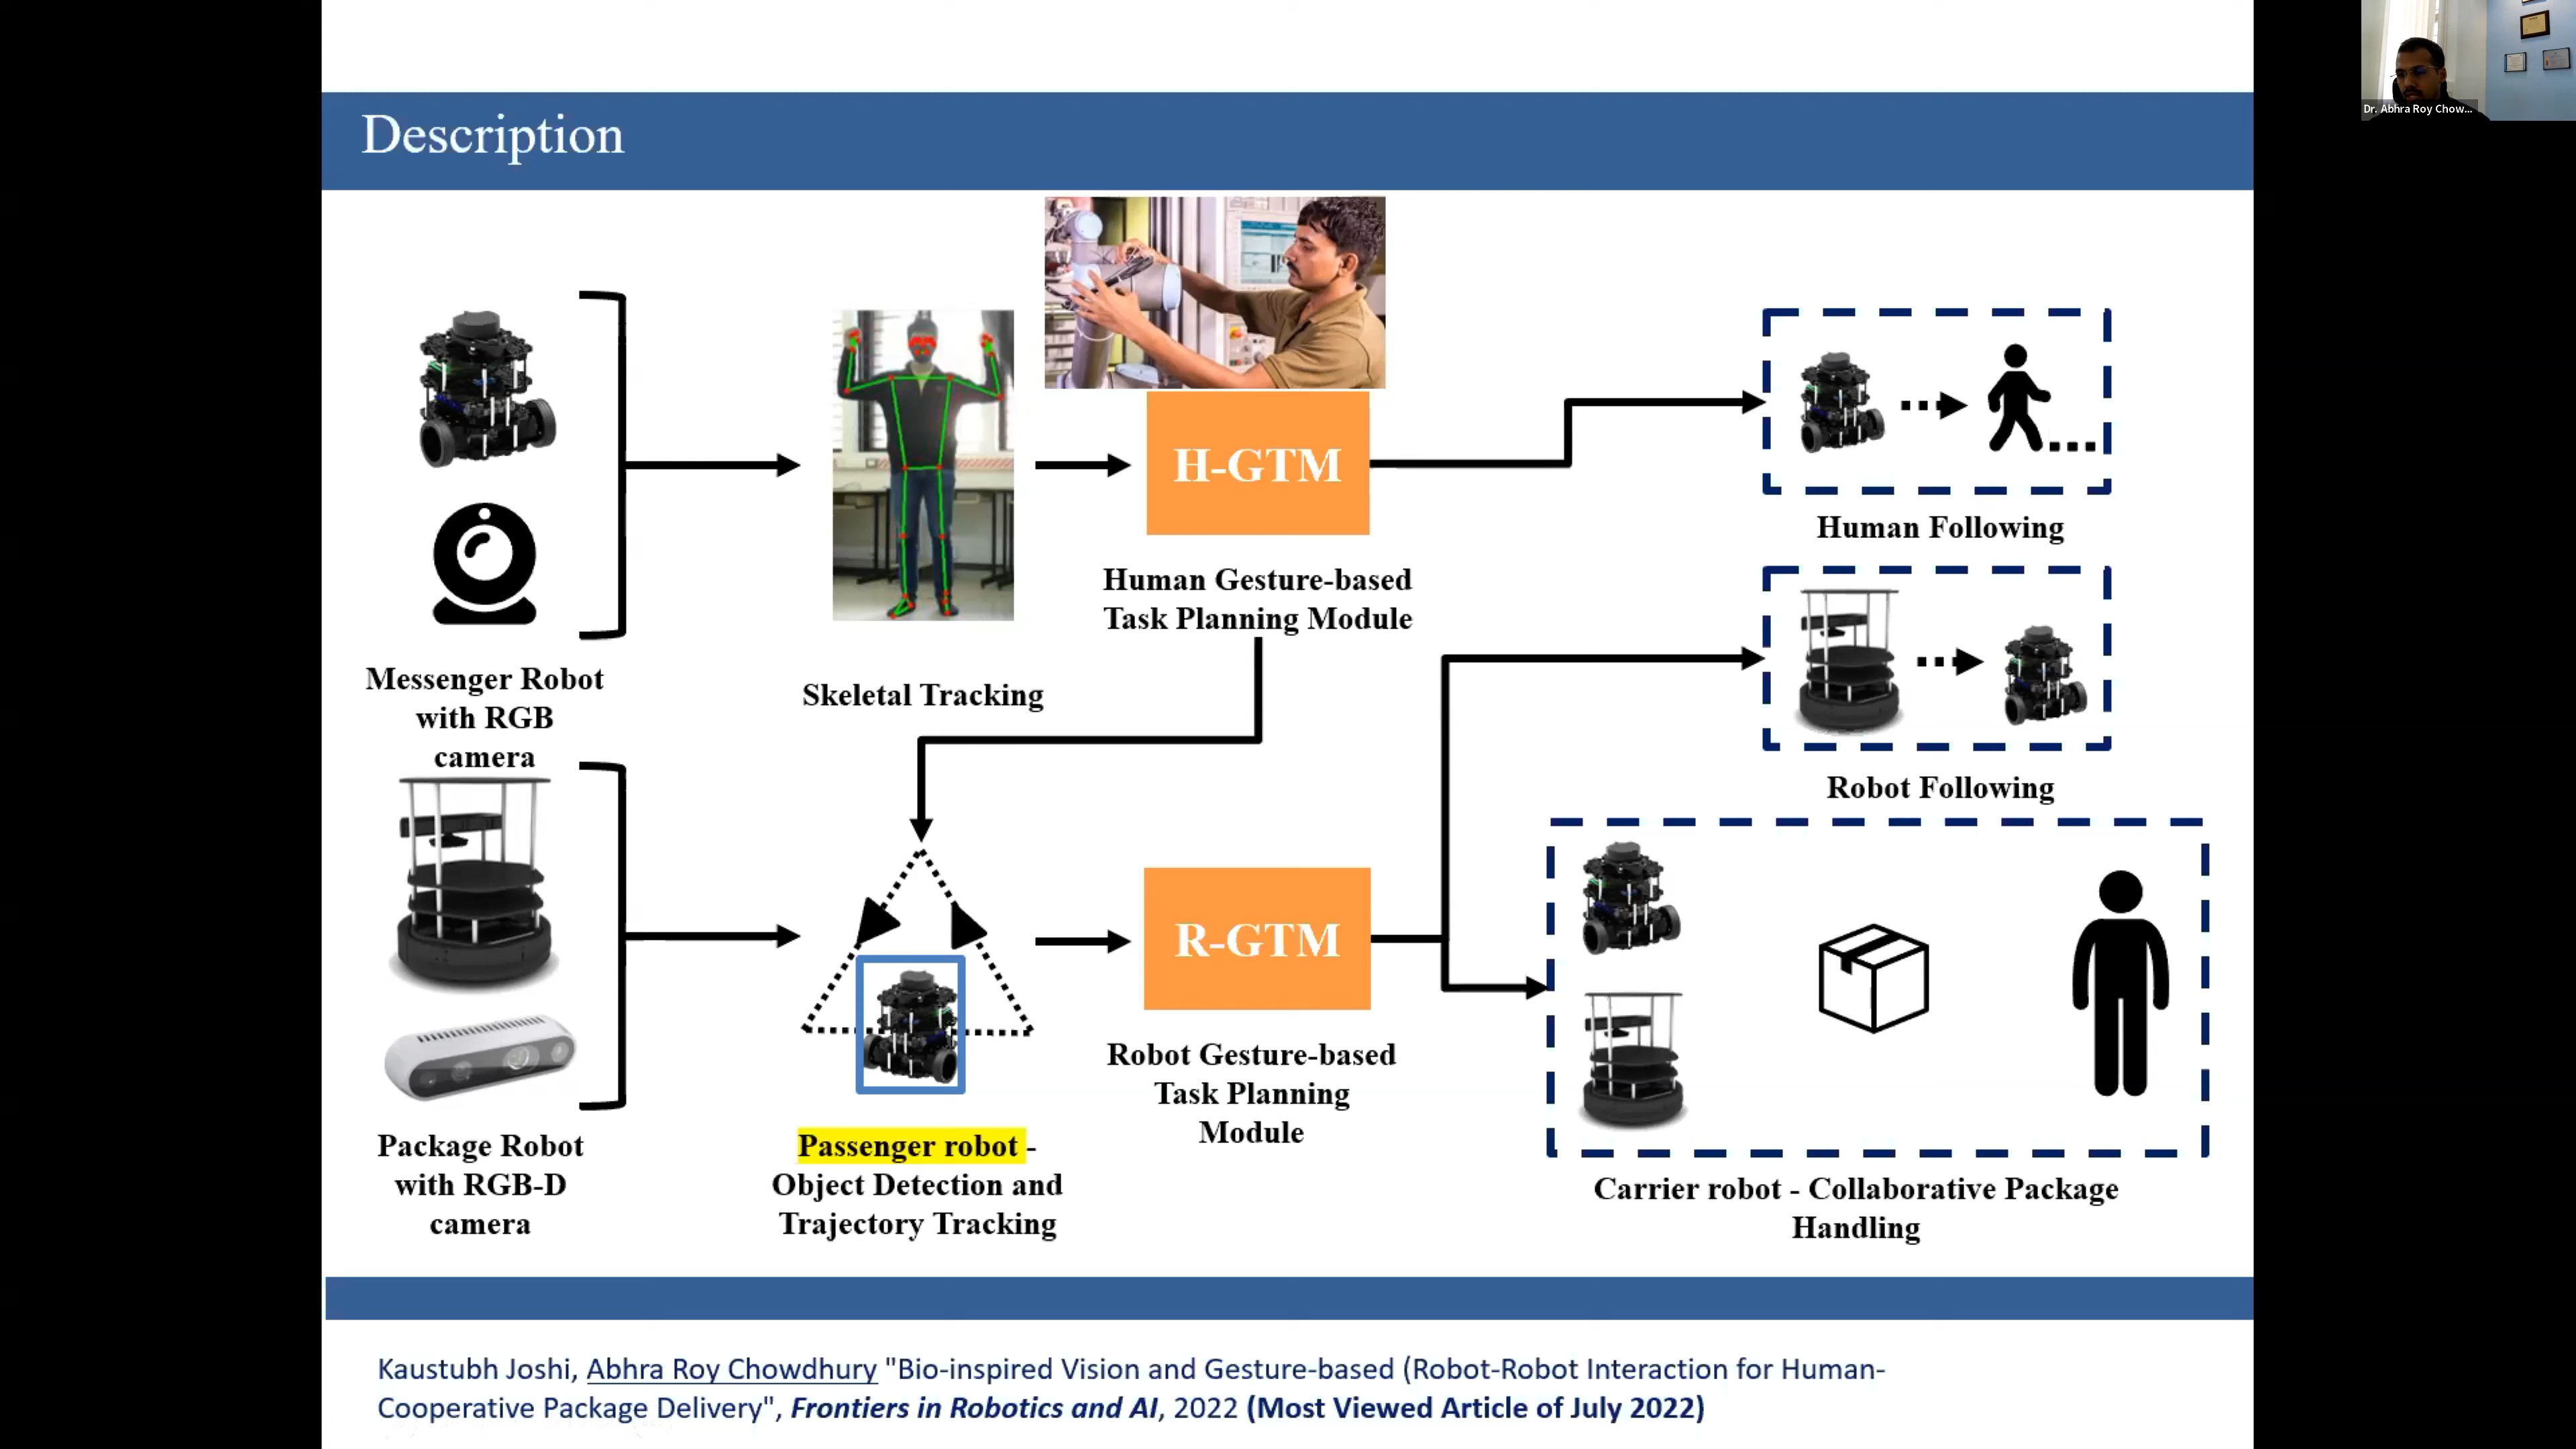 Description
Dr. Abhra Roy Chow...
H-GTM
Human Following
Human Gesture-based
Task Planning Module
Messenger Robot
with RGB
camera
Skeletal Tracking
Robot Following
R-GTM
Package Robot
with RGB-D
camera
Passenger robot -
Object Detection and
Trajectory Tracking
Robot Gesture-based
Task Planning
Module
Carrier robot - Collaborative Package
Handling
Kaustubh Joshi, Abhra Roy Chowdhury "Bio-inspired Vision and Gesture-based (Robot-Robot Interaction for Human-
Cooperative Package Delivery", Frontiers in Robotics and AI, 2022 (Most Viewed Article of July 2022)